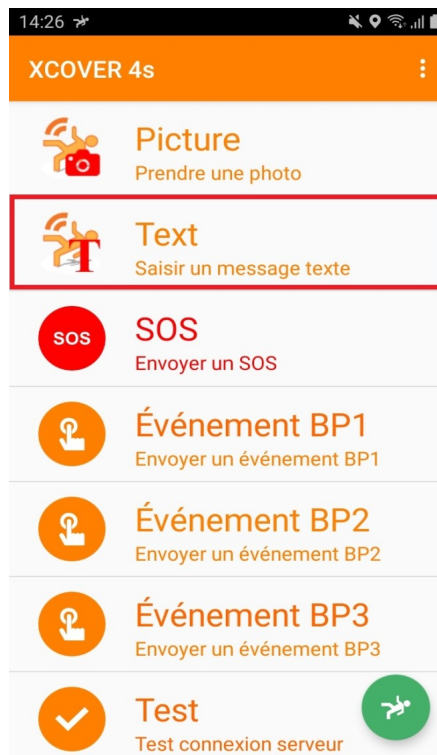 14:26
XCOVER 4s
Picture
Prendre une photo
T
Text
Saisir un message texte
SOS
SOS
Envoyer un SOS
Événement BP1
Envoyer un événement BP1
Événement BP2
Envoyer un événement BP2
Événement BP3
Envoyer un événement BP3
Test
Test connexion serveur